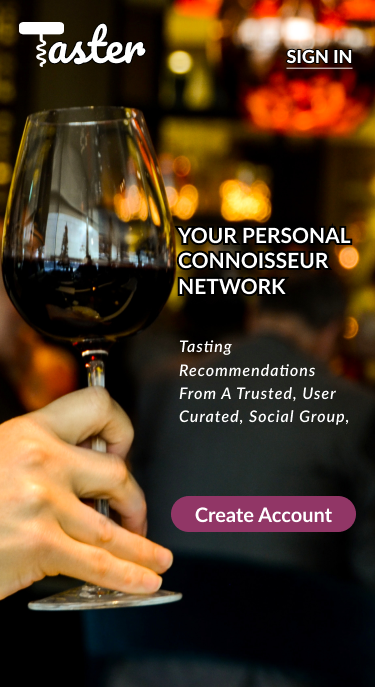 Taster
SIGN IN
YOUR PERSONAL
CONNOISSEUR
NETWORK
Tasting
Recommendations
From A Trusted, User
Curated, Social Group,
Create Account